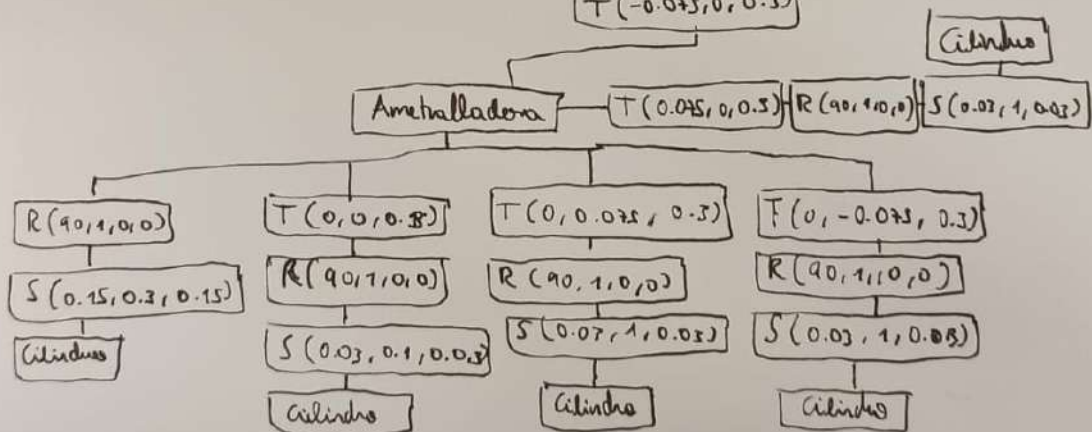 T(-0.075,0,0.3)
Cilindro
Ametralladora
T(0.075,0,0.3)
R(90,1,0,0)
S(0.03,1,0.03)
R(90,1,0,0)
T(0,0,0.3)
T(0,0.075,0.3)
T(0,-0.075,0.3)
S(0.15,0.3,0.15)
R(90,1,0,0)
R(90,1,0,0)
R(90,1,0,0)
Cilindro
S(0.03,0.1,0.03)
S(0.03,1,0.03)
S(0.03,1,0.03)
Cilindro
Cilindro
Cilindro